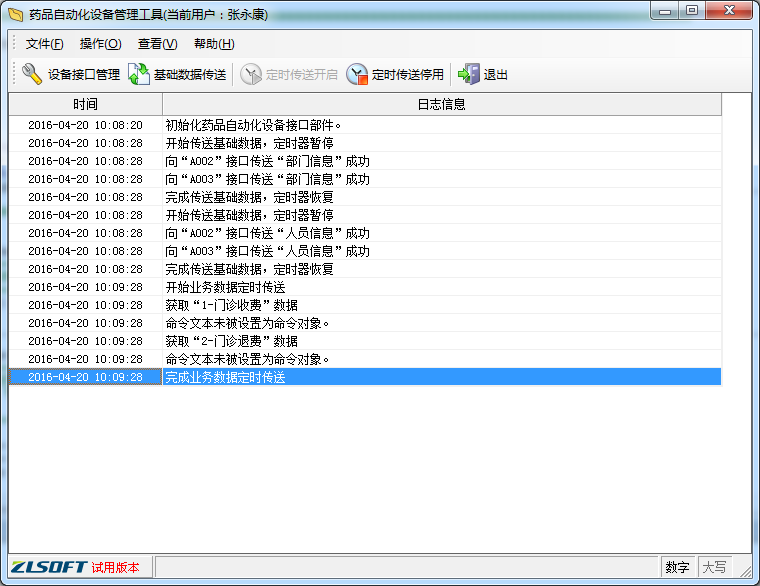 药品自动化设备管理工具(当前用户：张永康)
文件(F) 操作(O) 查看(V) 帮助(H)
设备接口管理 基础数据传送 定时传送开启 定时传送停用 退出
时间 日志信息
2016-04-20 10:08:20 初始化药品自动化设备接口部件。
2016-04-20 10:08:28 开始传送基础数据，定时器暂停
2016-04-20 10:08:28 向“A002”接口传送“部门信息”成功
2016-04-20 10:08:28 向“A003”接口传送“部门信息”成功
2016-04-20 10:08:28 完成传送基础数据，定时器恢复
2016-04-20 10:08:28 开始传送基础数据，定时器暂停
2016-04-20 10:08:28 向“A002”接口传送“人员信息”成功
2016-04-20 10:08:28 向“A003”接口传送“人员信息”成功
2016-04-20 10:08:28 完成传送基础数据，定时器恢复
2016-04-20 10:09:28 开始业务数据定时传送
2016-04-20 10:09:28 获取“1-门诊收费”数据
2016-04-20 10:09:28 命令文本未被设置为命令对象。
2016-04-20 10:09:28 获取“2-门诊退费”数据
2016-04-20 10:09:28 命令文本未被设置为命令对象。
2016-04-20 10:09:28 完成业务数据定时传送
ZLSOFT 试用版本 数字 大写